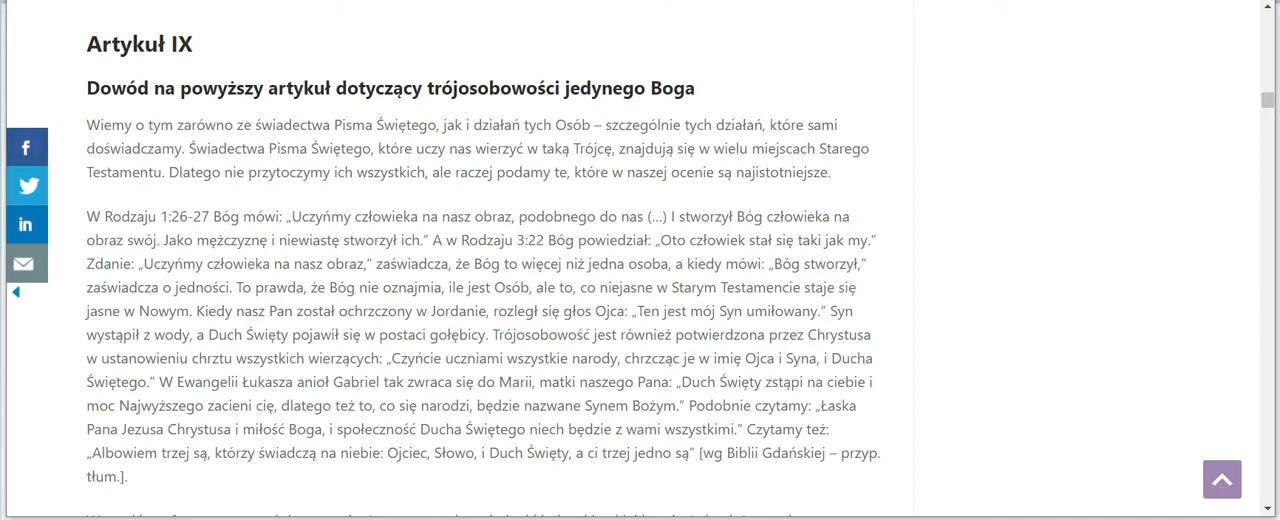 Artykuł IX
Dowód na powyższy artykuł dotyczący trójosobowości jedynego Boga
Wiemy o tym zarówno ze świadectwa Pisma Świętego, jak i działań tych Osób – szczególnie tych działań, które sami
doświadczamy. Świadectwa Pisma Świętego, które uczy nas wierzyć w taką Trójcę, znajdują się w wielu miejscach Starego
Testamentu. Dlatego nie przytoczymy ich wszystkich, ale raczej podamy te, które w naszej ocenie są najistotniejsze.
W Rodzaju 1:26-27 Bóg mówi: „Uczyńmy człowieka na nasz obraz, podobnego do nas (...) I stworzył Bóg człowieka na
obraz swój. Jako mężczyznę i niewiastę stworzył ich.” A w Rodzaju 3:22 Bóg powiedział: „Oto człowiek stał się taki jak my.”
Zdanie: „Uczyńmy człowieka na nasz obraz,” zaświadcza, że Bóg to więcej niż jedna osoba, a kiedy mówi: „Bóg stworzył,”
zaświadcza o jedności. To prawda, że Bóg nie oznajmia, ile jest Osób, ale to, co niejasne w Starym Testamencie staje się
jasne w Nowym. Kiedy nasz Pan został ochrzczony w Jordanie, rozległ się głos Ojca: „Ten jest mój Syn umiłowany.” Syn
wystąpił z wody, a Duch Święty pojawił się w postaci gołębicy. Trójosobowość jest również potwierdzona przez Chrystusa
w ustanowieniu chrztu wszystkich wierzących: „Czyńcie uczniami wszystkie narody, chrzcząc je w imię Ojca i Syna, i Ducha
Świętego.” W Ewangelii Łukasza anioł Gabriel tak zwraca się do Marii, matki naszego Pana: „Duch Święty zstąpi na ciebie i
moc Najwyższego zacieni cię, dlatego też to, co się narodzi, będzie nazwane Synem Bożym.” Podobnie czytamy: „Łaska
Pana Jezusa Chrystusa i miłość Boga, i społeczność Ducha Świętego niech będzie z wami wszystkimi.” Czytamy też:
„Albowiem trzej są, którzy świadczą na niebie: Ojciec, Słowo, i Duch Święty, a ci trzej jedno są” [wg Biblii Gdańskiej – przyp.
tłum.].